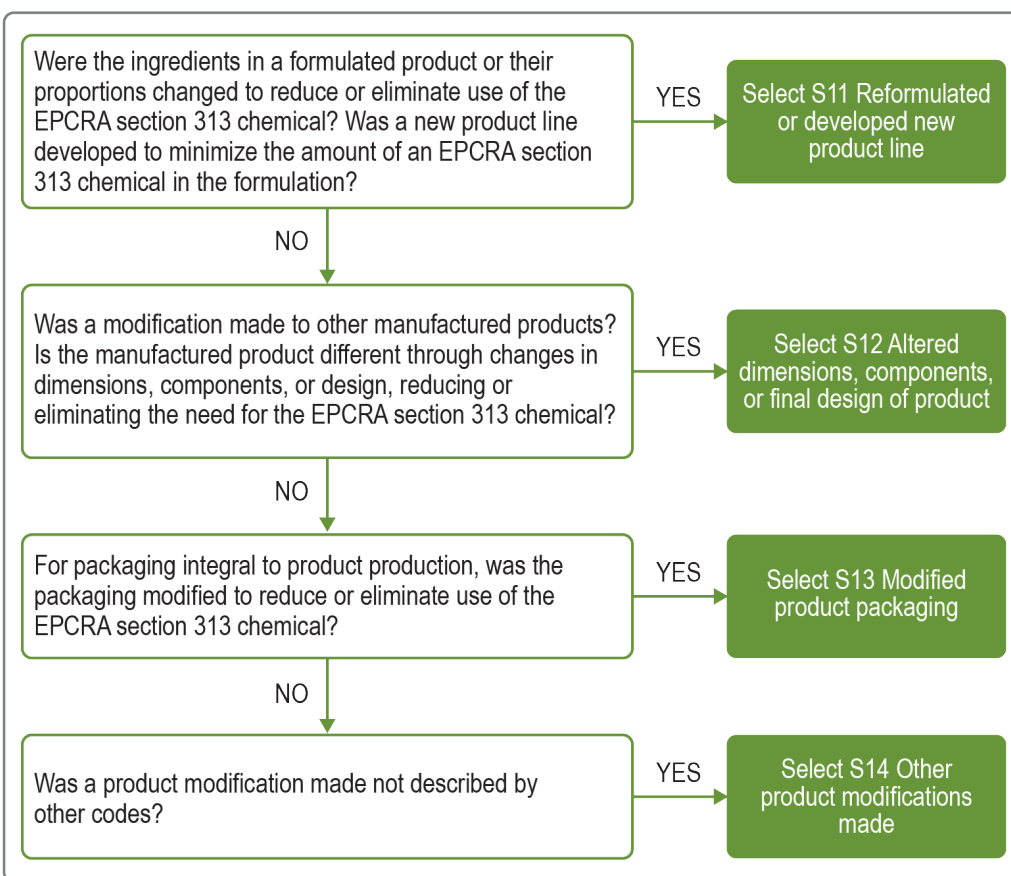 Were the ingredients in a formulated product or their
proportions changed to reduce or eliminate use of the
EPCRA section 313 chemical? Was a new product line
developed to minimize the amount of an EPCRA section
313 chemical in the formulation?
YES
Select S11 Reformulated
or developed new
product line
NO
Was a modification made to other manufactured products?
Is the manufactured product different through changes in
dimensions, components, or design, reducing or
eliminating the need for the EPCRA section 313 chemical?
YES
Select S12 Altered
dimensions, components,
or final design of product
NO
For packaging integral to product production, was the
packaging modified to reduce or eliminate use of the
EPCRA section 313 chemical?
YES
Select S13 Modified
product packaging
NO
Was a product modification made not described by
other codes?
YES
Select S14 Other
product modifications
made